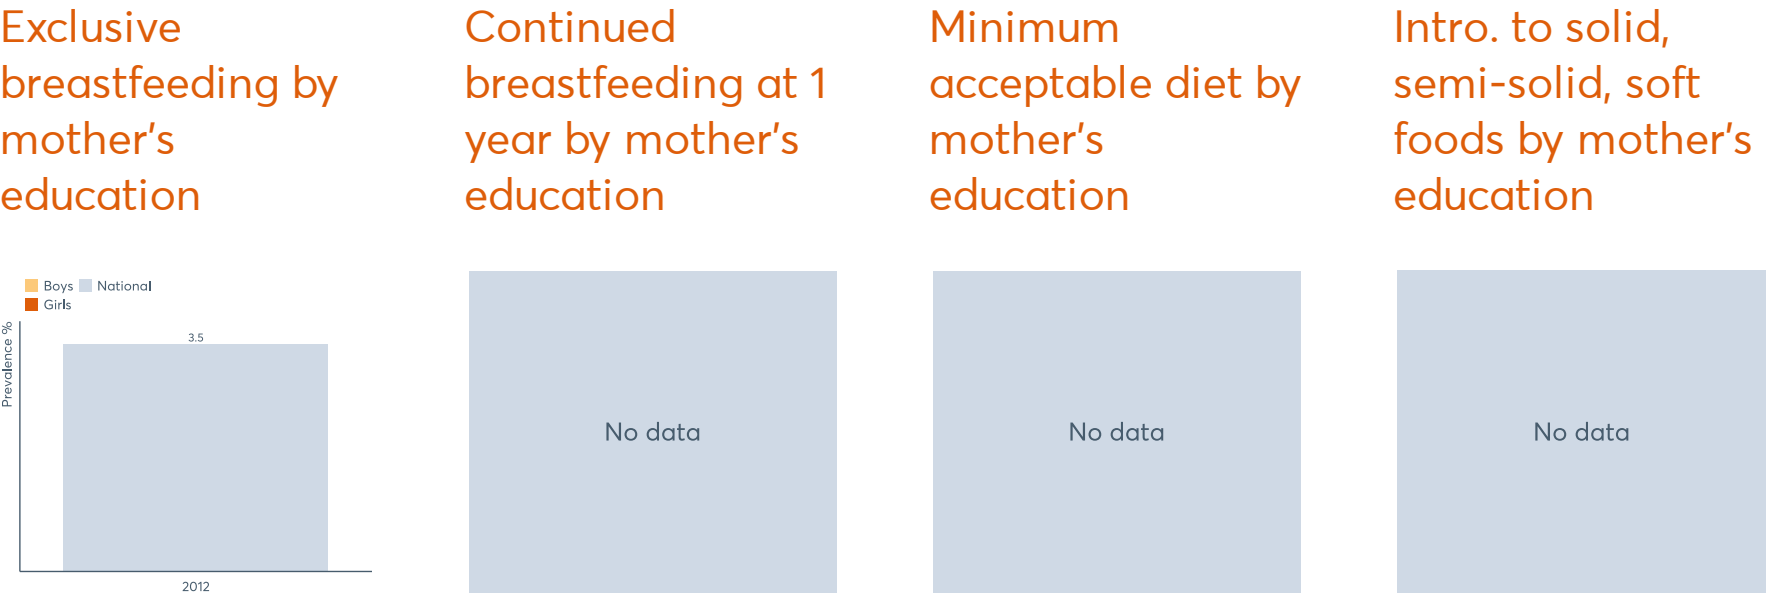 Exclusive
breastfeeding by
mother's
education
Continued
breastfeeding at 1
year by mother's
education
Minimum
acceptable diet by
mother's
education
Intro. to solid,
semi-solid, soft
foods by mother's
education
Boys National
Girls
Prevalence %
3.5
2012
No data
No data
No data